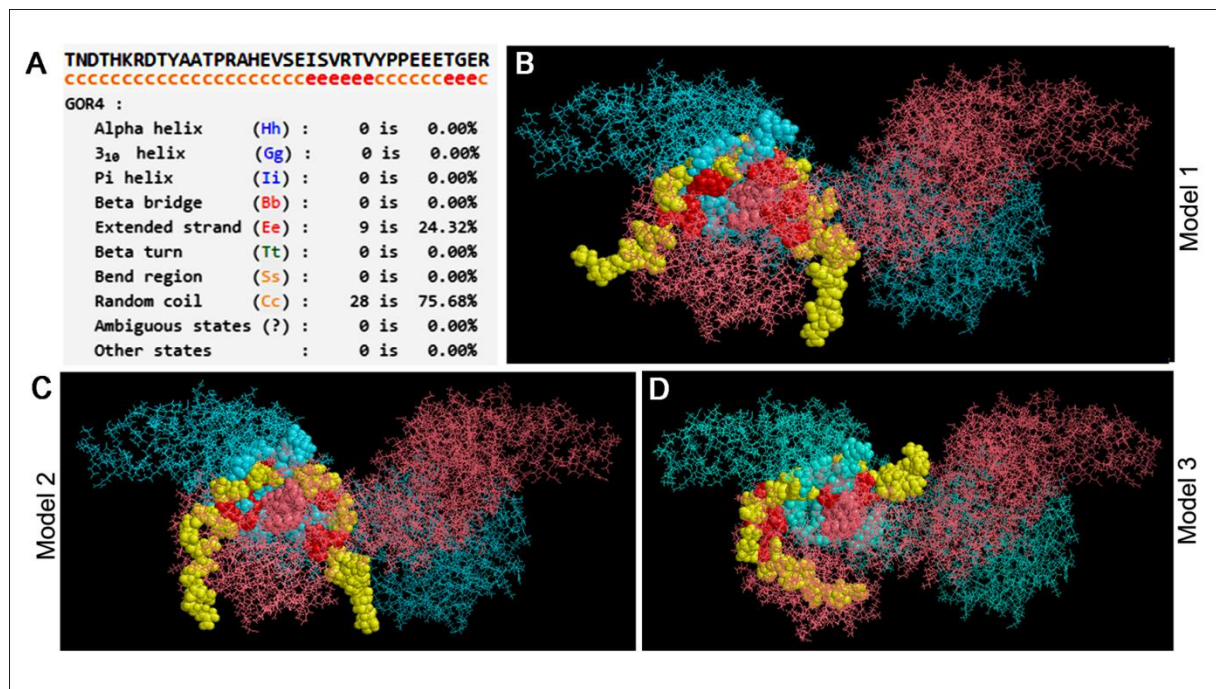 A
TNDTHKRDTYAATPRAHEVSEISVRTVYPPEEETGER
ccccccccccccccccccccceeeeeecccccceeec
GOR4 :
Alpha helix (Hh) : 0 is 0.00%
3₁₀ helix (Gg) : 0 is 0.00%
Pi helix (Ii) : 0 is 0.00%
Beta bridge (Bb) : 0 is 0.00%
Extended strand (Ee) : 9 is 24.32%
Beta turn (Tt) : 0 is 0.00%
Bend region (Ss) : 0 is 0.00%
Random coil (Cc) : 28 is 75.68%
Ambiguous states (?) : 0 is 0.00%
Other states : 0 is 0.00%
B
Model 1
C
Model 2
D
Model 3